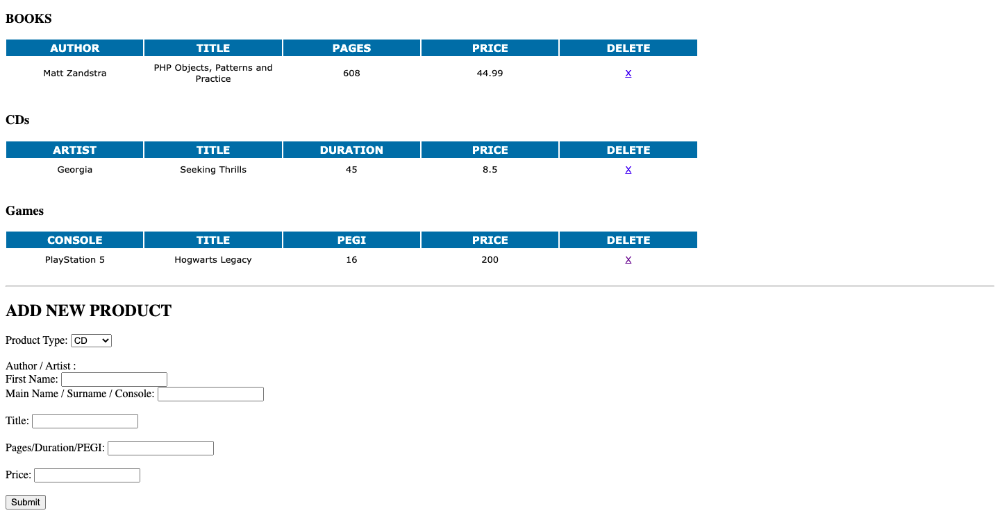 BOOKS
AUTHOR TITLE PAGES PRICE DELETE
Matt Zandstra PHP Objects, Patterns and Practice 608 44.99 X
CDs
ARTIST TITLE DURATION PRICE DELETE
Georgia Seeking Thrills 45 8.5 X
Games
CONSOLE TITLE PEGI PRICE DELETE
PlayStation 5 Hogwarts Legacy 16 200 X
ADD NEW PRODUCT
Product Type: CD
Author / Artist :
First Name:
Main Name / Surname / Console:
Title:
Pages/Duration/PEGI:
Price:
Submit